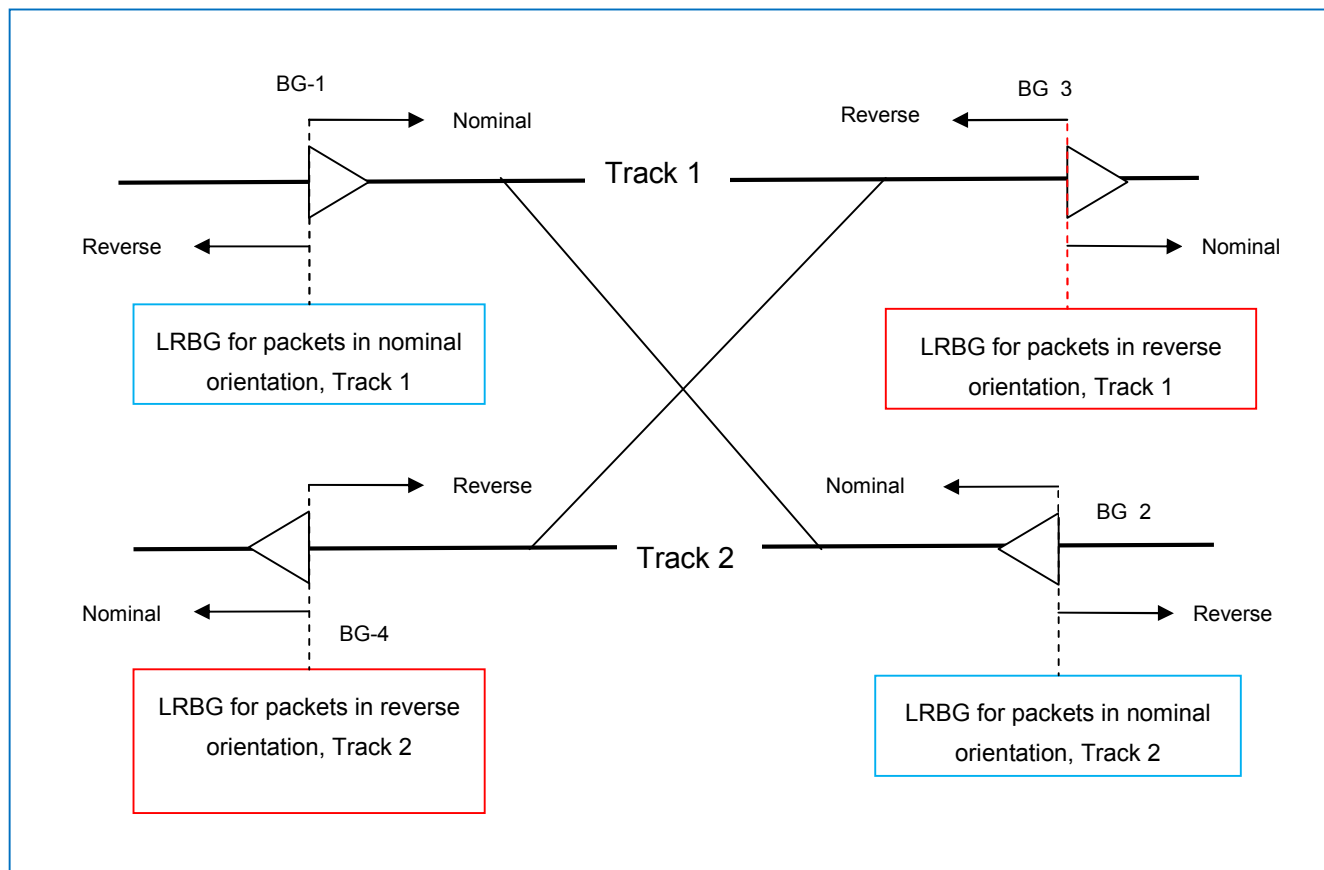 BG-1
Nominal
Reverse
BG 3
Track 1
Reverse
Nominal
LRBG for packets in nominal
orientation, Track 1
LRBG for packets in reverse
orientation, Track 1
Reverse
Nominal
BG 2
Track 2
Nominal
BG-4
Reverse
LRBG for packets in reverse
orientation, Track 2
LRBG for packets in nominal
orientation, Track 2